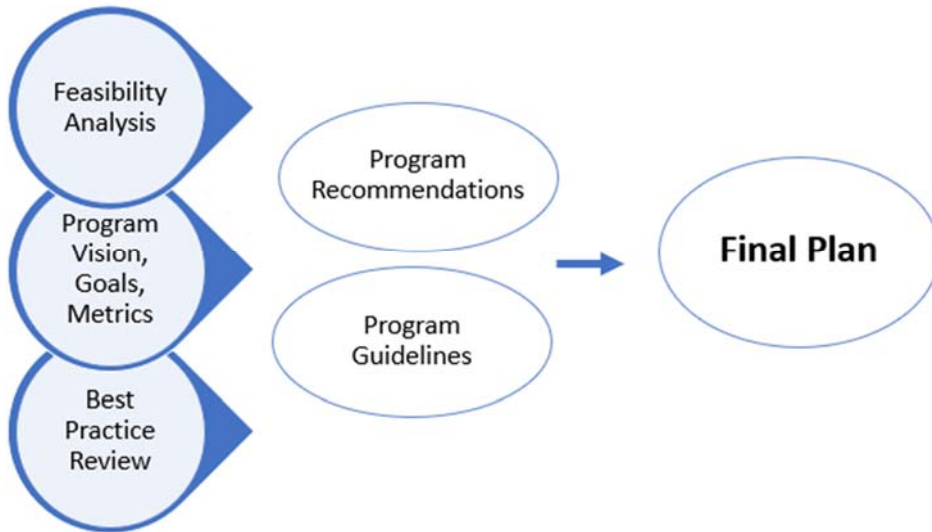 Feasibility
Analysis
Program
Vision,
Goals,
Metrics
Best
Practice
Review
Program
Recommendations
Program
Guidelines
Final Plan